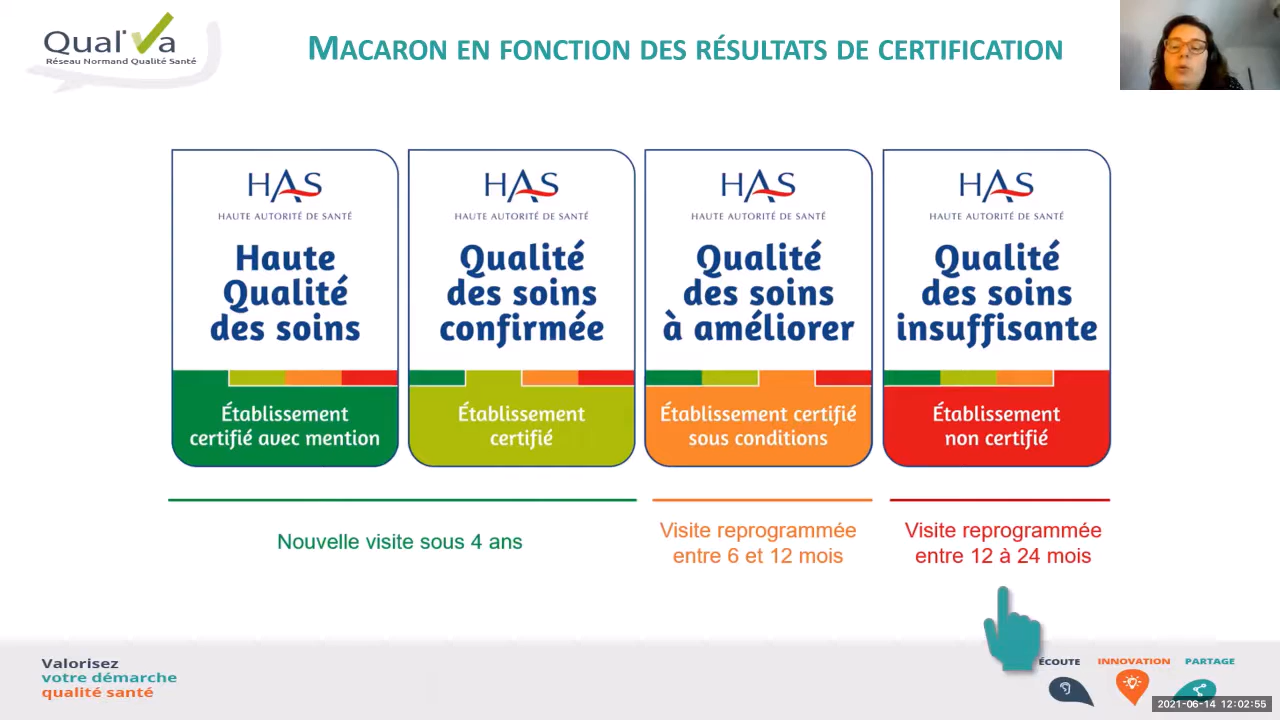 Qual'Va
Réseau Normand Qualité Santé
MACARON EN FONCTION DES RÉSULTATS DE CERTIFICATION
HAS
HAUTE AUTORITÉ DE SANTÉ
Haute
Qualité
des soins
Établissement
certifié avec mention
HAS
HAUTE AUTORITÉ DE SANTÉ
Qualité
des soins
confirmée
Établissement
certifié
HAS
HAUTE AUTORITÉ DE SANTÉ
Qualité
des soins
à améliorer
Établissement certifié
sous conditions
HAS
HAUTE AUTORITÉ DE SANTÉ
Qualité
des soins
insuffisante
Établissement
non certifié
Nouvelle visite sous 4 ans
Visite reprogrammée
entre 6 et 12 mois
Visite reprogrammée
entre 12 à 24 mois
Valorisez
votre démarche
qualité santé
ÉCOUTE
INNOVATION
PARTAGE
2021-06-14 12:02:55